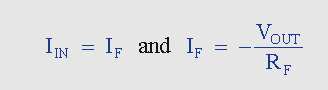 I_IN = I_F and I_F = -V_OUT/R_F